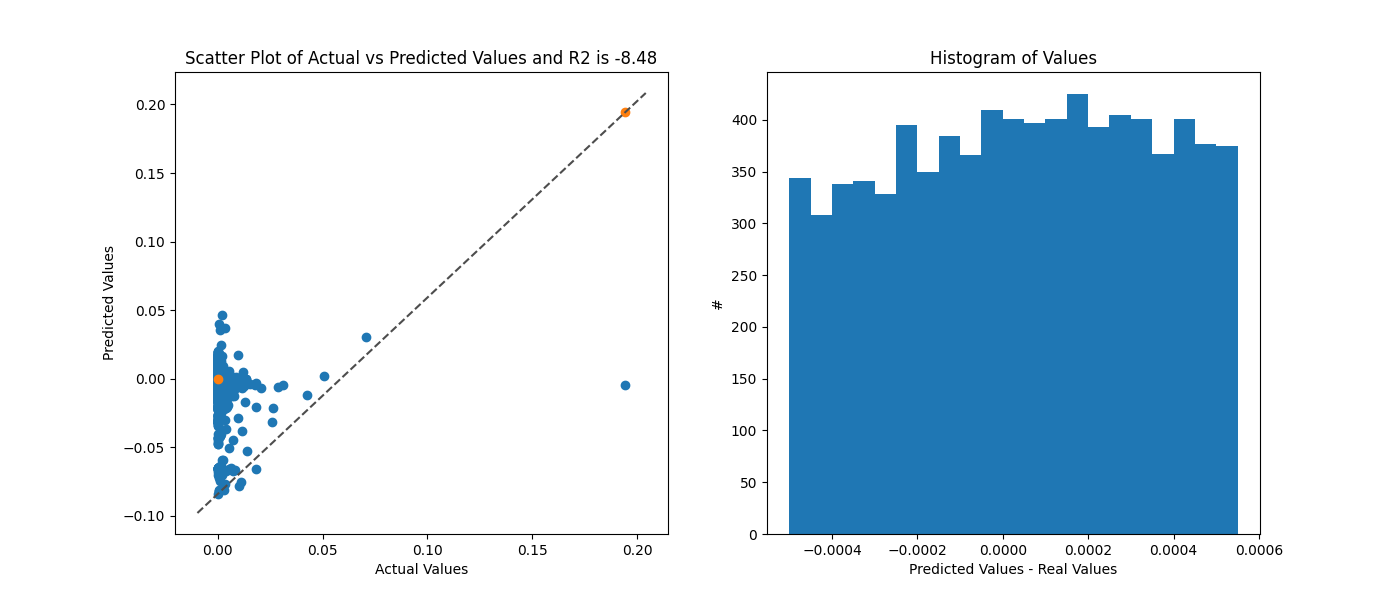 Scatter Plot of Actual vs Predicted Values and R2 is -8.48
0.20
0.15
0.10
0.05
0.00
−0.05
−0.10
Predicted Values
0.00 0.05 0.10 0.15 0.20
Actual Values
Histogram of Values
400
350
300
250
200
150
100
50
0
#
−0.0004 −0.0002 0.0000 0.0002 0.0004 0.0006
Predicted Values - Real Values